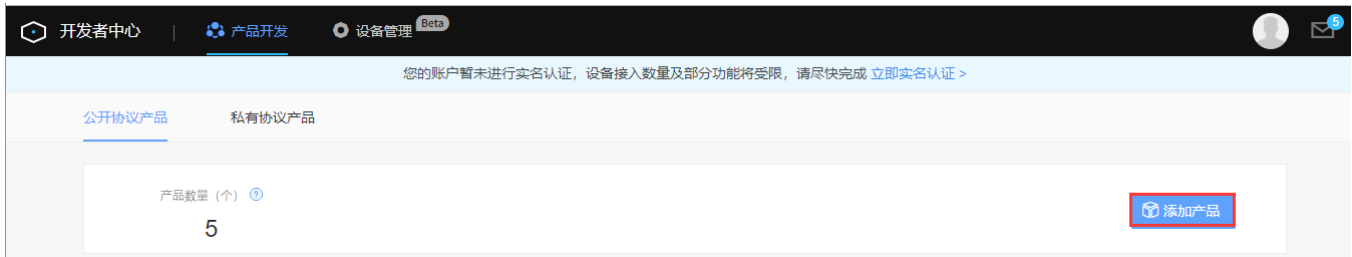 开发者中心 | 产品开发 设备管理 Beta 5
您的账户暂未进行实名认证，设备接入数量及部分功能将受限，请尽快完成 立即实名认证 >
公开协议产品 私有协议产品
产品数量（个） ?
5
添加产品